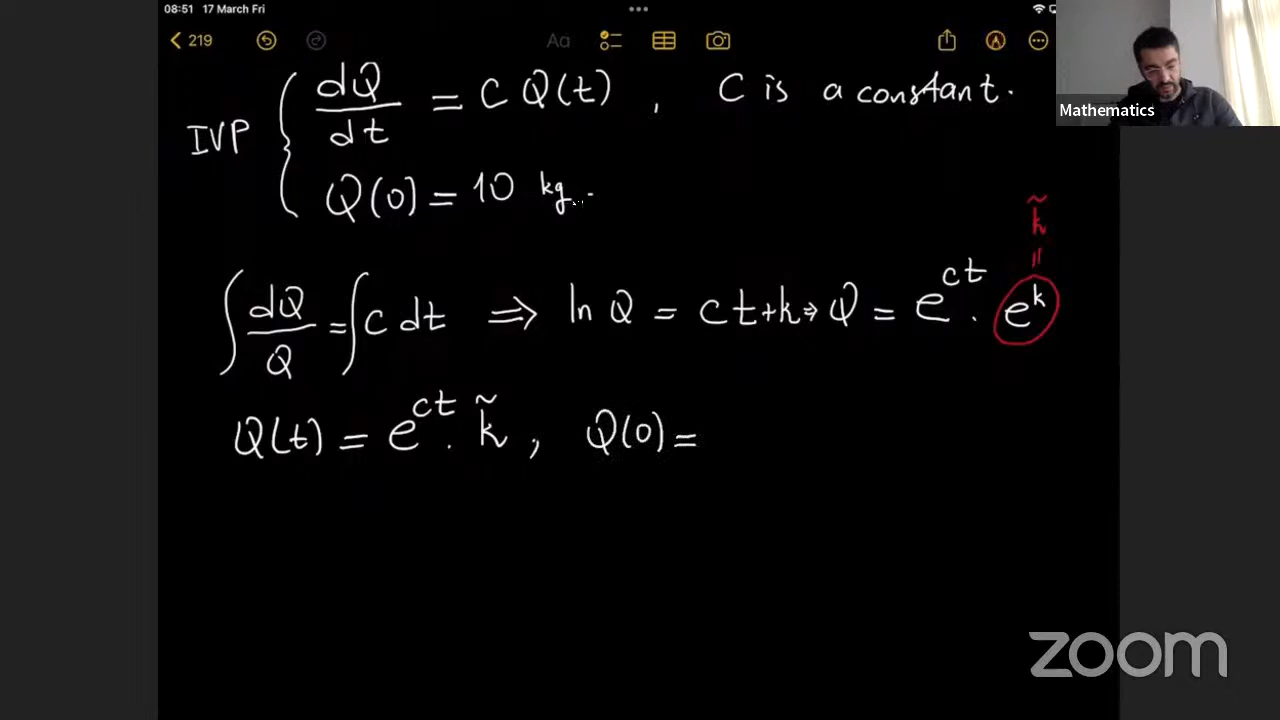 08:51 17 March Fri
219
Aa
IVP { dQ/dt = C Q(t) , C is a constant.
Q(0) = 10 kg.
Mathematics
k̃
=
∫ dQ/Q = ∫ c dt ⇒ ln Q = ct+k ⇒ Q = e^{ct} . e^k
Q(t) = e^{ct} . k̃ , Q(0) =
zoom